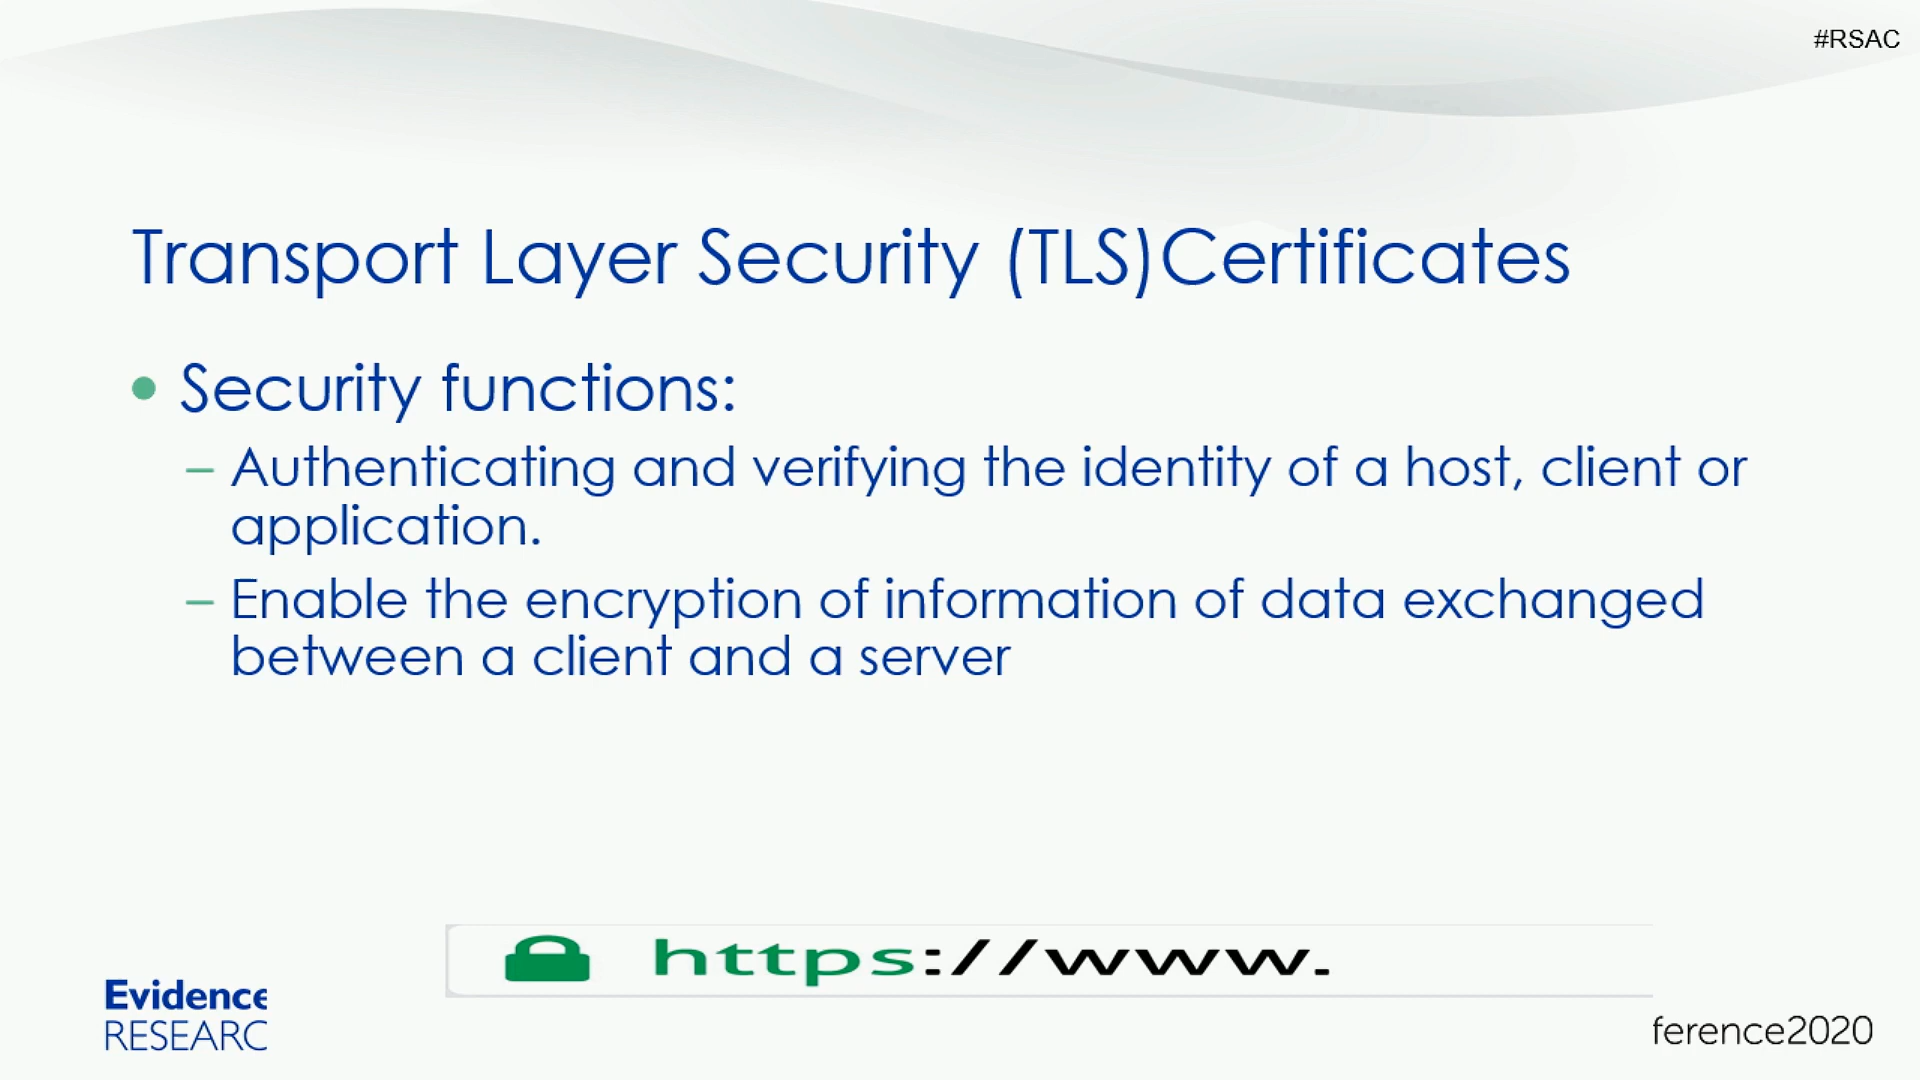 #RSAC
Transport Layer Security (TLS)Certificates
Security functions:
– Authenticating and verifying the identity of a host, client or
application.
– Enable the encryption of information of data exchanged
between a client and a server
https://www.
Evidence
RESEARC
ference2020